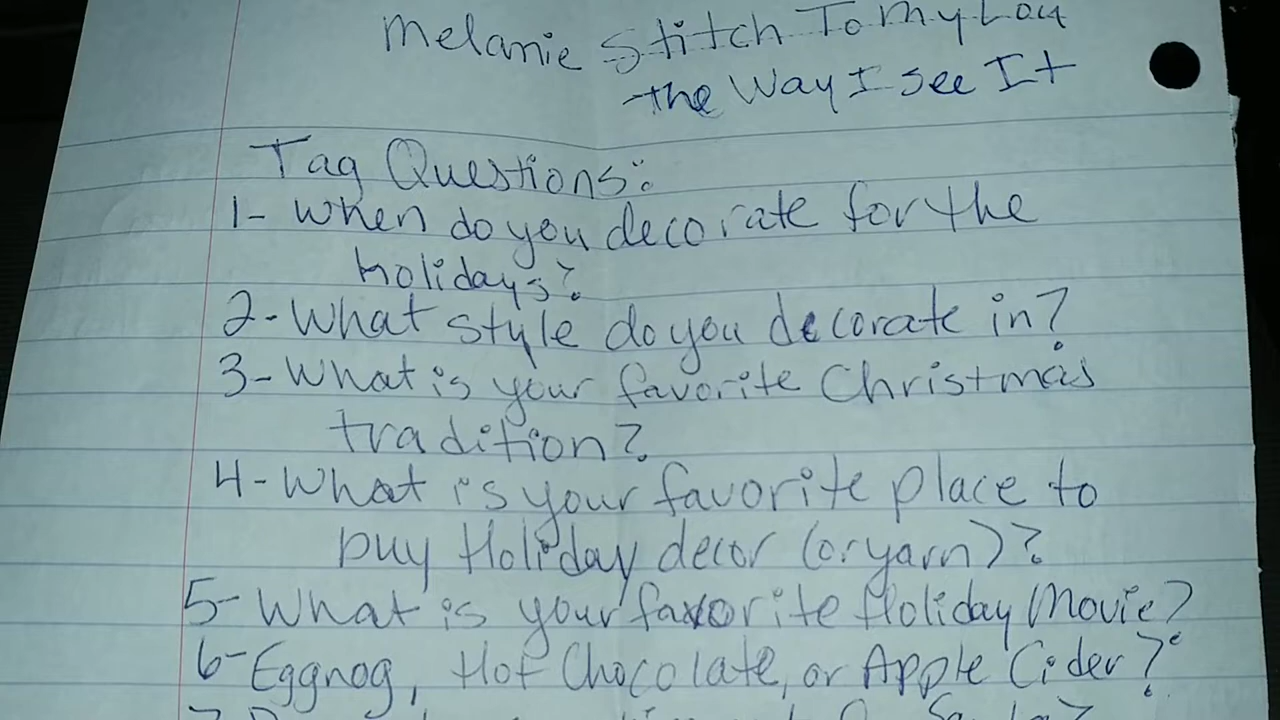 Melanie Stitch To My Lou
the Way I see It
Tag Questions:
1- When do you decorate for the
holidays?
2- What style do you decorate in?
3- What is your favorite Christmas
tradition?
4- What is your favorite place to
buy Holiday decor (or yarn)?
5- What is your favorite Holiday Movie?
6- Eggnog, Hot Chocolate, or Apple Cider?